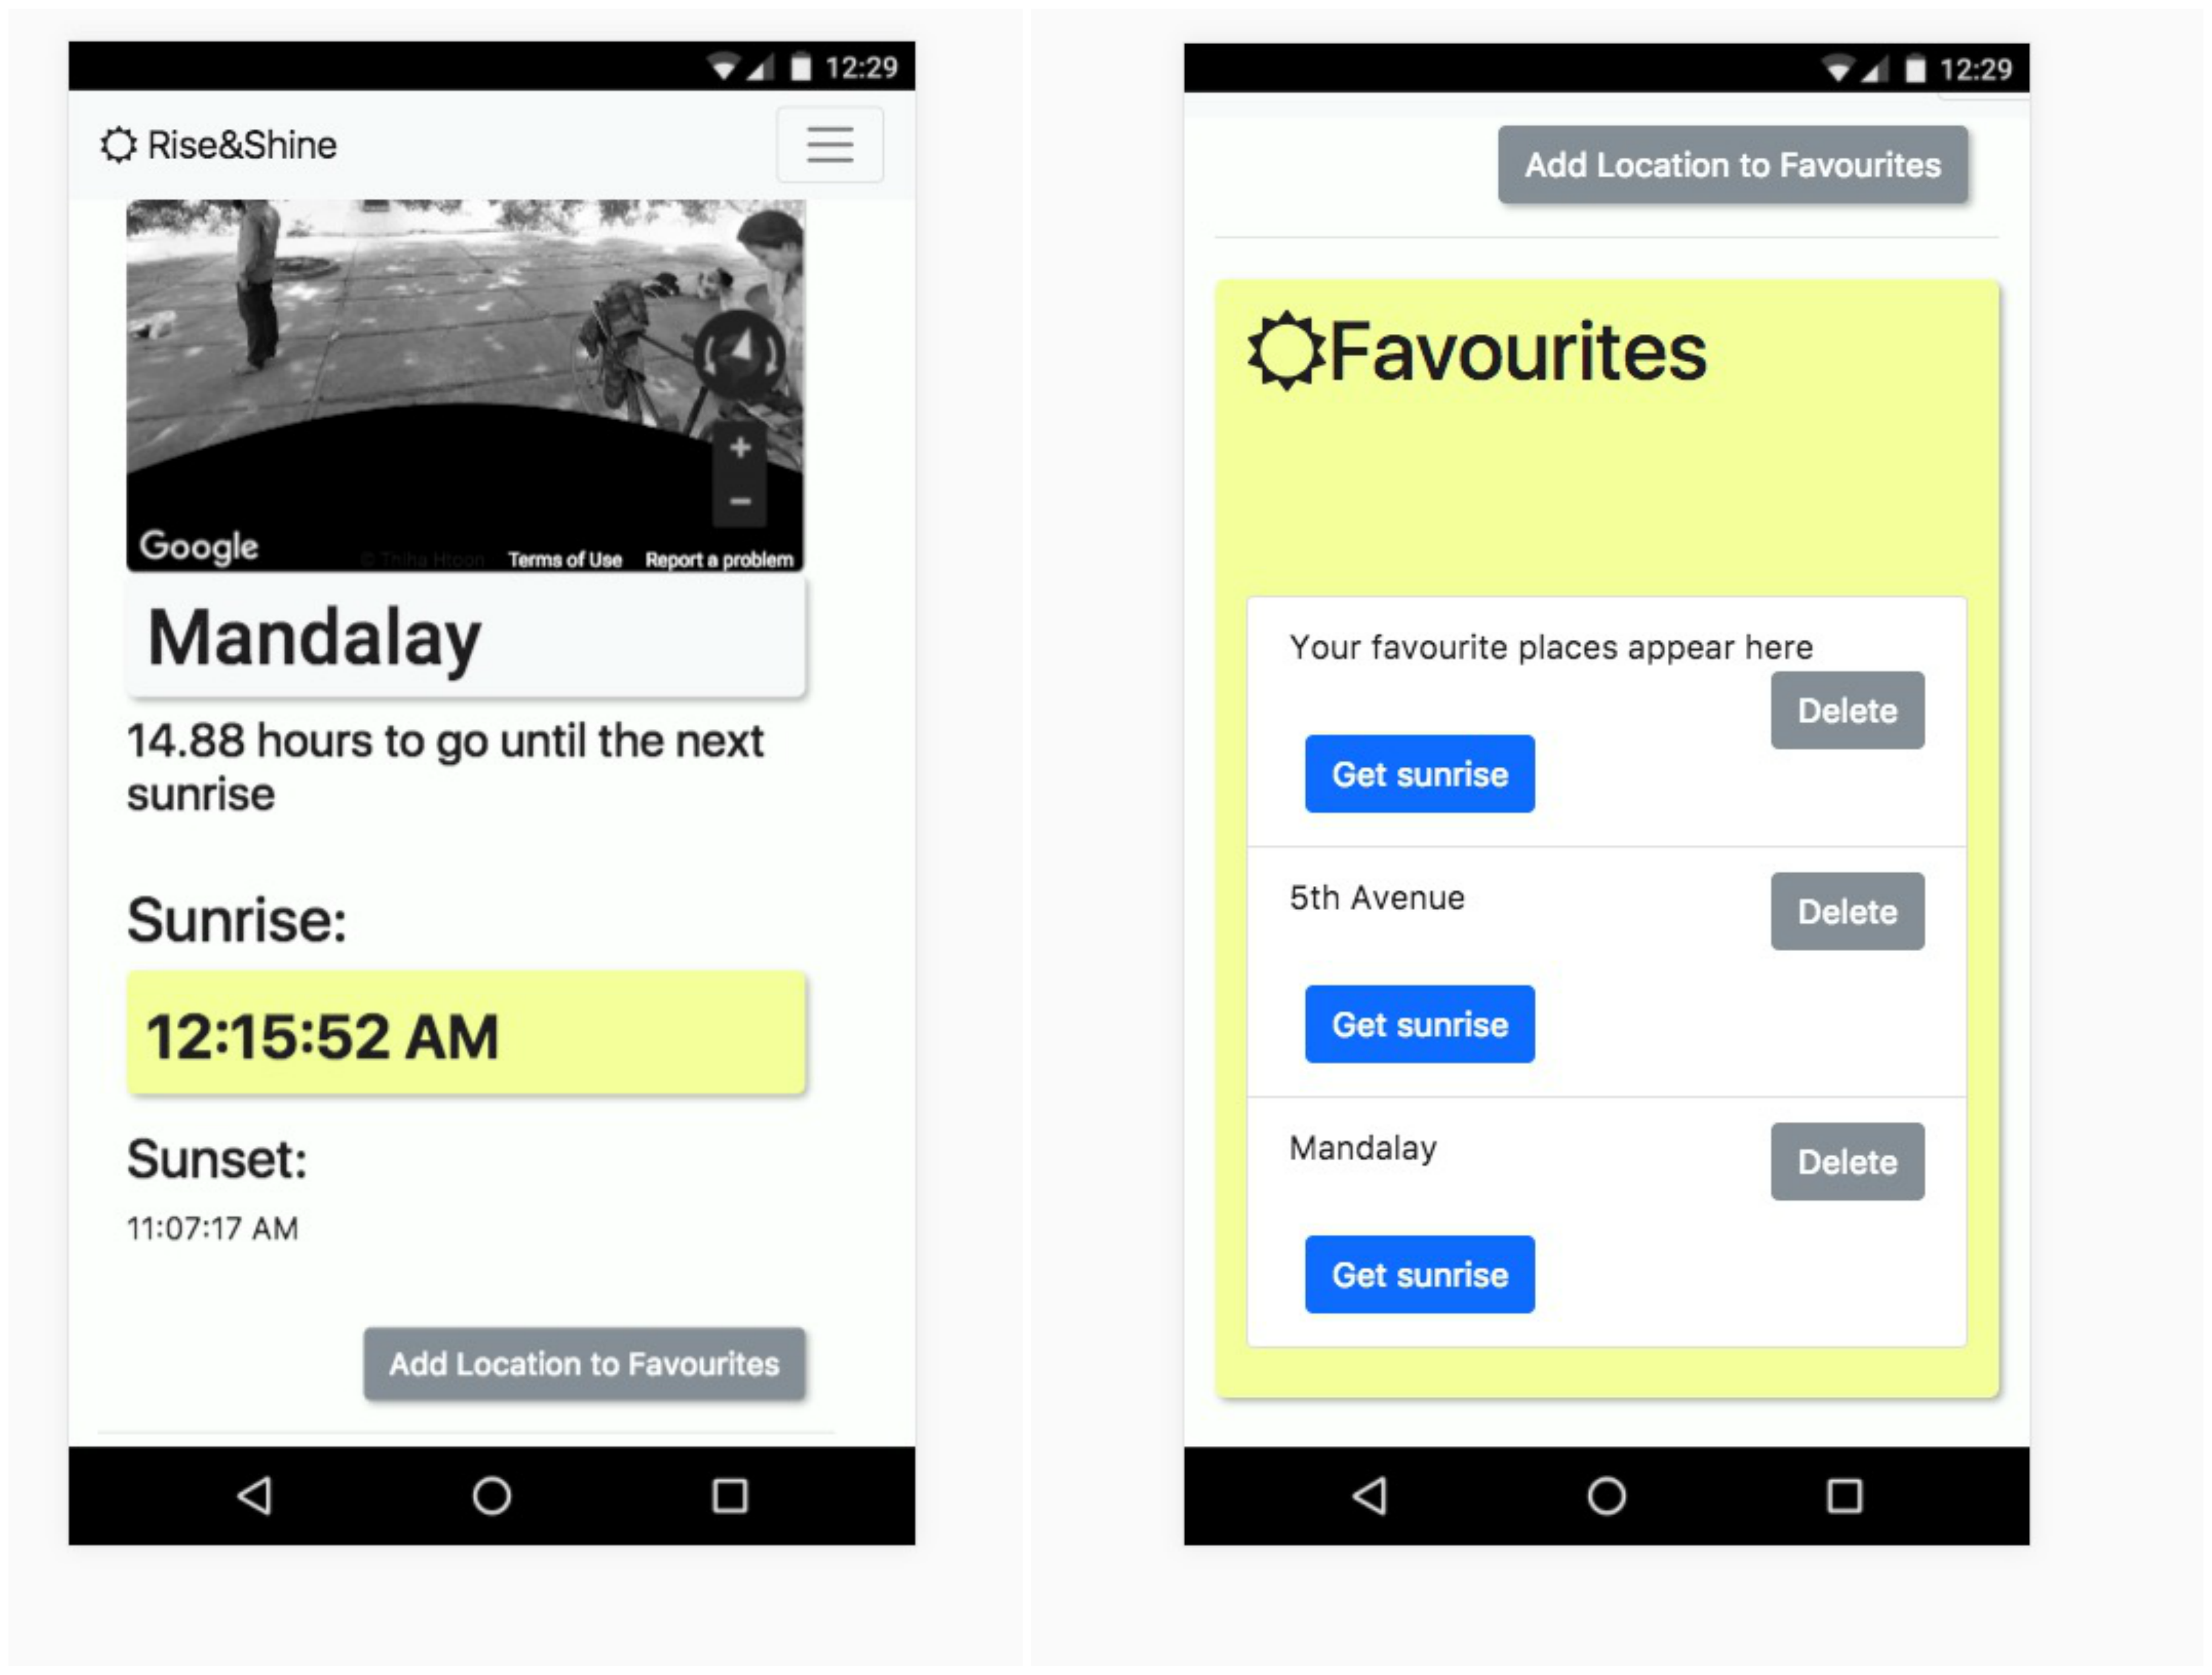 12:29
Rise&Shine
Google
© Thiha Htoon Terms of Use Report a problem
Mandalay
14.88 hours to go until the next
sunrise
Sunrise:
12:15:52 AM
Sunset:
11:07:17 AM
Add Location to Favourites
12:29
Add Location to Favourites
Favourites
Your favourite places appear here
Delete
Get sunrise
5th Avenue
Delete
Get sunrise
Mandalay
Delete
Get sunrise